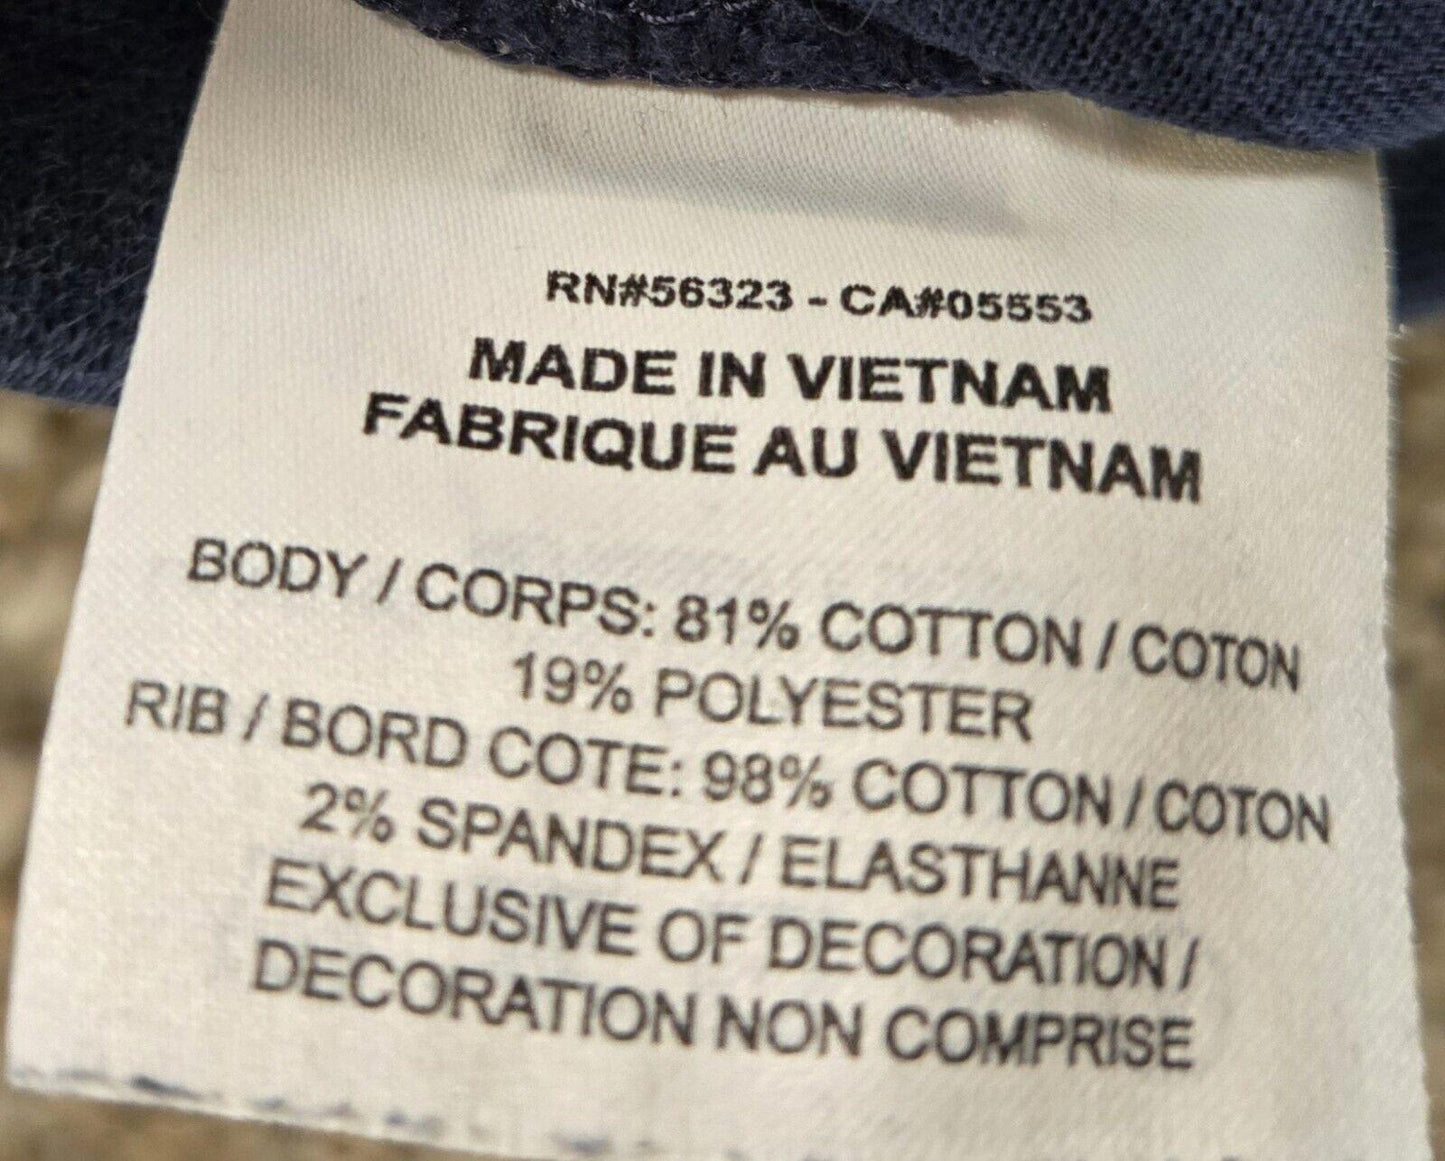 RN#56323 - CA#05553
MADE IN VIETNAM
FABRIQUE AU VIETNAM
BODY / CORPS: 81% COTTON / COTON
19% POLYESTER
RIB / BORD COTE: 98% COTTON / COTON
2% SPANDEX / ELASTHANNE
EXCLUSIVE OF DECORATION /
DECORATION NON COMPRISE